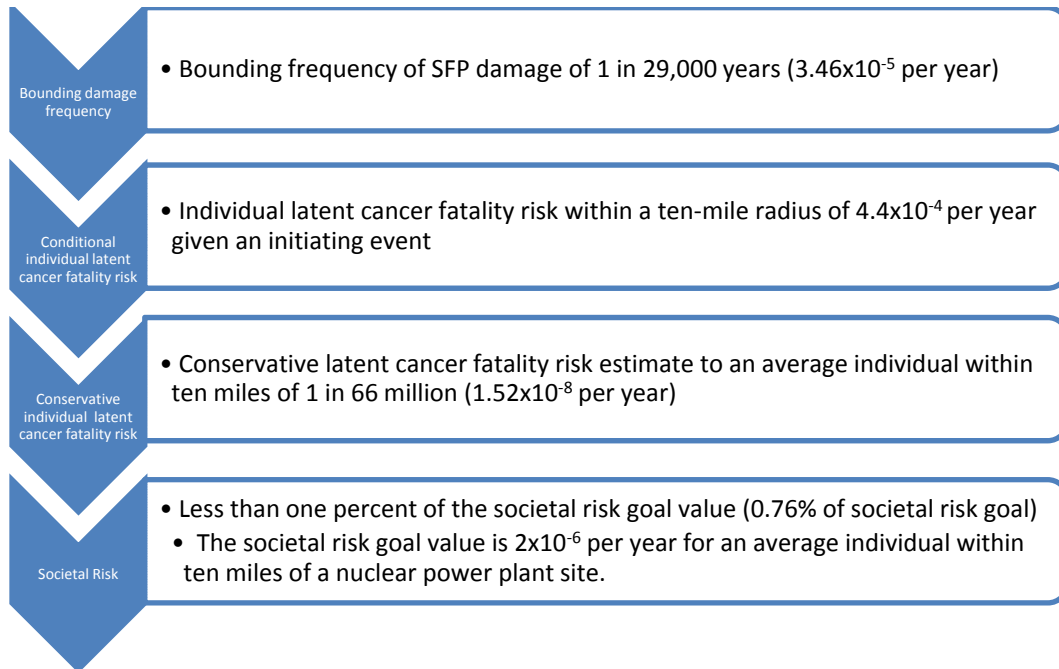 Bounding damage
frequency
• Bounding frequency of SFP damage of 1 in 29,000 years (3.46x10⁻⁵ per year)
Conditional
individual latent
cancer fatality risk
• Individual latent cancer fatality risk within a ten-mile radius of 4.4x10⁻⁴ per year
given an initiating event
Conservative
individual latent
cancer fatality risk
• Conservative latent cancer fatality risk estimate to an average individual within
ten miles of 1 in 66 million (1.52x10⁻⁸ per year)
Societal Risk
• Less than one percent of the societal risk goal value (0.76% of societal risk goal)
• The societal risk goal value is 2x10⁻⁶ per year for an average individual within
ten miles of a nuclear power plant site.